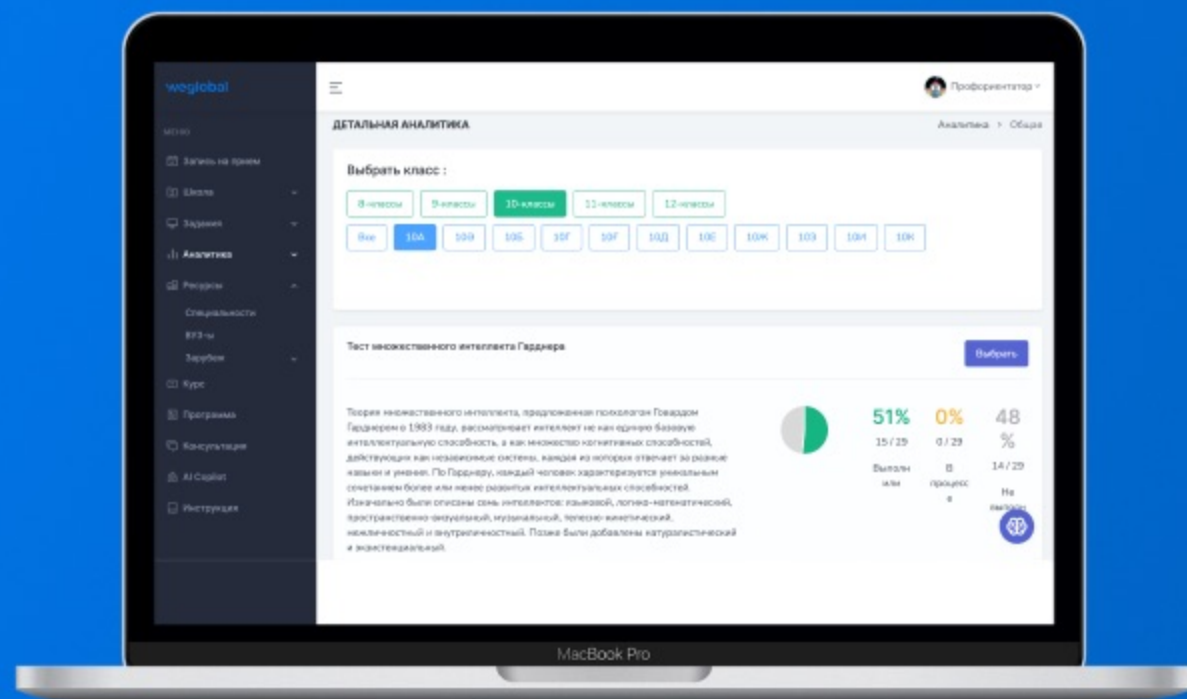 weglobal
Профориентатор
МЕНЮ
ДЕТАЛЬНАЯ АНАЛИТИКА
Аналитика > Общая
Запись на прием
Школа
Задания
Аналитика
Ресурсы
Специальности
ВУЗ-ы
Зарубеж
Курс
Программа
Консультация
AI Copilot
Инструкция
Выбрать класс :
8-классы 9-классы 10-классы 11-классы 12-классы
Все 10А 10Ә 10Б 10Г 10Ғ 10Д 10Е 10Ж 10З 10И 10К
Тест множественного интеллекта Гарднера
Выбрать
Теория множественного интеллекта, предложенная психологом Говардом
Гарднером в 1983 году, рассматривает интеллект не как единую базовую
интеллектуальную способность, а как множество когнитивных способностей,
действующих как независимые системы, каждая из которых отвечает за разные
навыки и умения. По Гарднеру, каждый человек характеризуется уникальным
сочетанием более или менее развитых интеллектуальных способностей.
Изначально были описаны семь интеллектов: языковой, логико-математический,
пространственно-визуальный, музыкальный, телесно-кинетический,
межличностный и внутриличностный. Позже были добавлены натуралистический
и экзистенциальный.
51%
15 / 29
Выполн
или
0%
0 / 29
В
процесс
е
48
%
14 / 29
Не
MacBook Pro